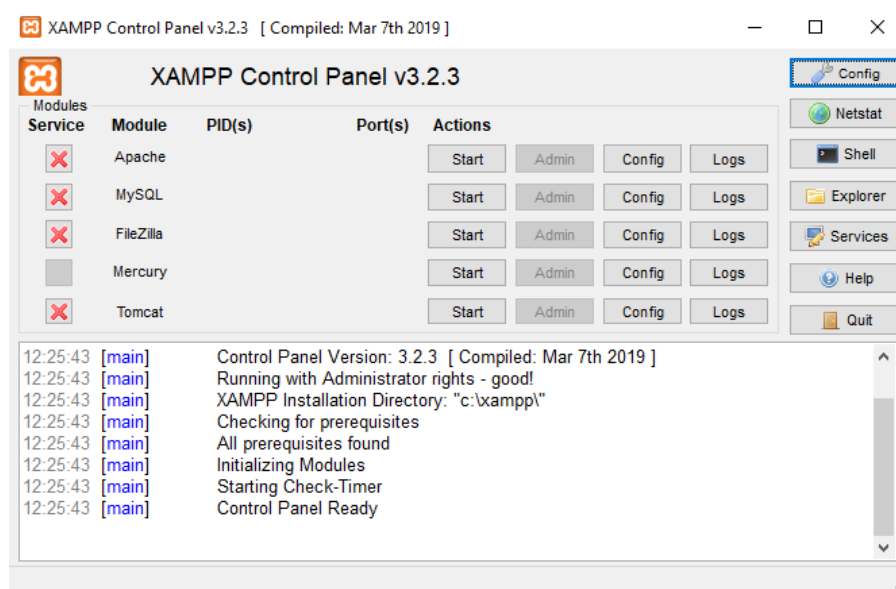 XAMPP Control Panel v3.2.3 [ Compiled: Mar 7th 2019 ]
XAMPP Control Panel v3.2.3
Config
Modules
Service Module PID(s) Port(s) Actions
Netstat
Apache Start Admin Config Logs
Shell
MySQL Start Admin Config Logs
Explorer
FileZilla Start Admin Config Logs
Services
Mercury Start Admin Config Logs
Help
Tomcat Start Admin Config Logs
Quit
12:25:43 [main] Control Panel Version: 3.2.3 [ Compiled: Mar 7th 2019 ]
12:25:43 [main] Running with Administrator rights - good!
12:25:43 [main] XAMPP Installation Directory: "c:\xampp\"
12:25:43 [main] Checking for prerequisites
12:25:43 [main] All prerequisites found
12:25:43 [main] Initializing Modules
12:25:43 [main] Starting Check-Timer
12:25:43 [main] Control Panel Ready